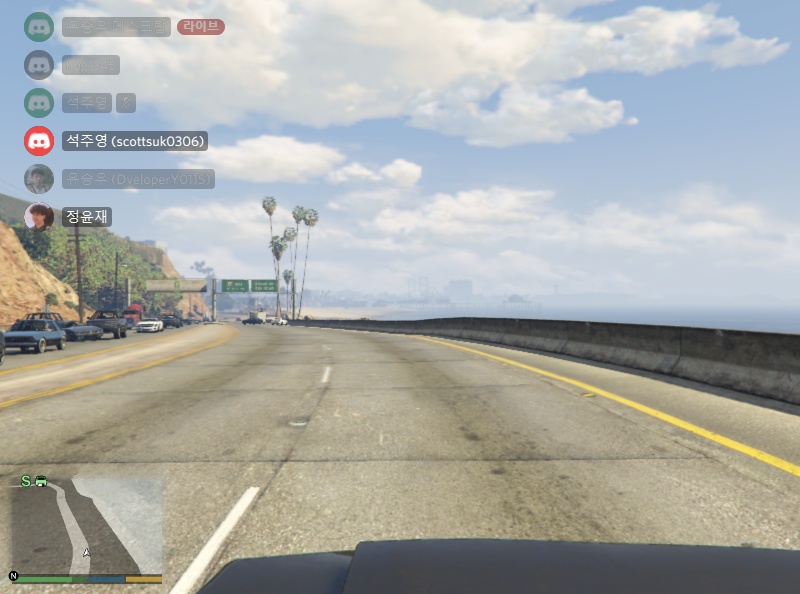 라이브
석주영
석주영 (scottsuk0306)
윤승우 (DveloperY0115)
정윤재
S
N